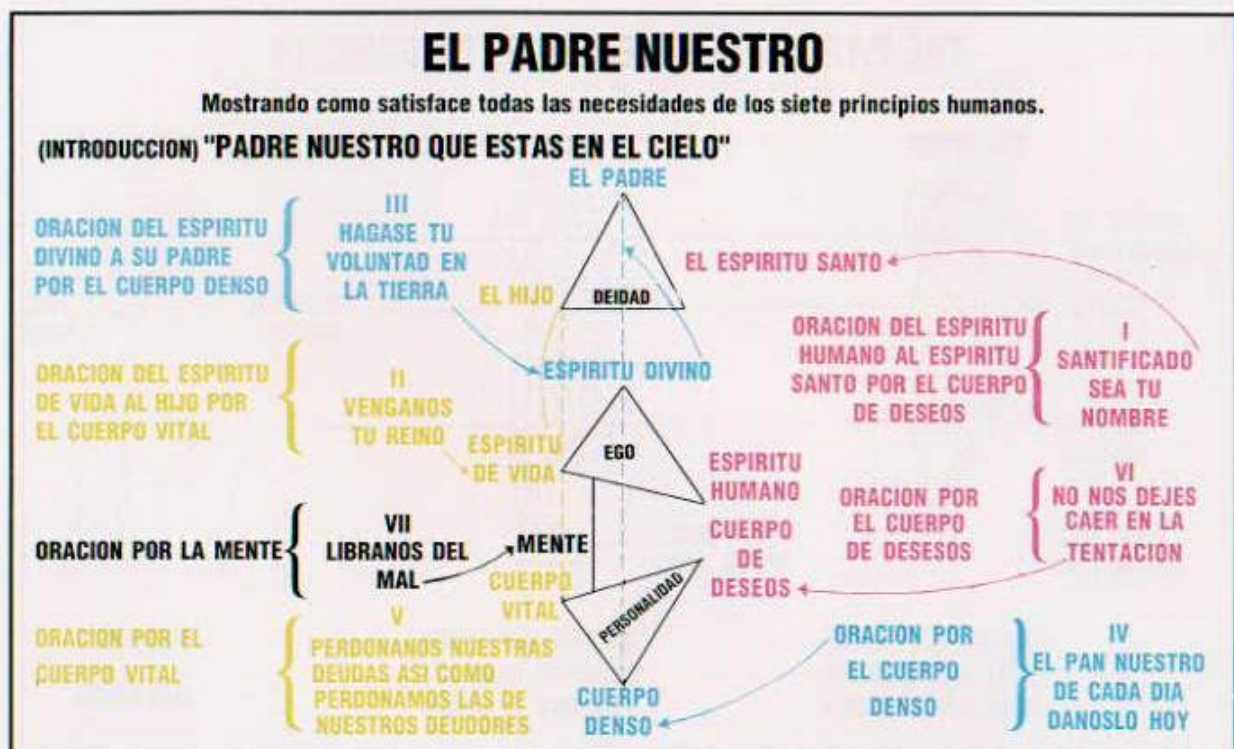 EL PADRE NUESTRO
Mostrando como satisface todas las necesidades de los siete principios humanos.
(INTRODUCCION) "PADRE NUESTRO QUE ESTAS EN EL CIELO"
EL PADRE
ORACION DEL ESPIRITU
DIVINO A SU PADRE
POR EL CUERPO DENSO
III
HAGASE TU
VOLUNTAD EN
LA TIERRA
EL HIJO
DEIDAD
EL ESPIRITU SANTO
ORACION DEL ESPIRITU
HUMANO AL ESPIRITU
SANTO POR EL CUERPO
DE DESEOS
I
SANTIFICADO
SEA TU
NOMBRE
ESPIRITU DIVINO
ORACION DEL ESPIRITU
DE VIDA AL HIJO POR
EL CUERPO VITAL
II
VENGANOS
TU REINO
ESPIRITU
DE VIDA
EGO
ESPIRITU
HUMANO
ORACION POR
EL CUERPO
DE DESESOS
VI
NO NOS DEJES
CAER EN LA
TENTACION
ORACION POR LA MENTE
VII
LIBRANOS DEL
MAL
MENTE
CUERPO
DE
DESEOS
CUERPO
VITAL
PERSONALIDAD
ORACION POR EL
CUERPO VITAL
V
PERDONANOS NUESTRAS
DEUDAS ASI COMO
PERDONAMOS LAS DE
NUESTROS DEUDORES
CUERPO
DENSO
ORACION POR
EL CUERPO
DENSO
IV
EL PAN NUESTRO
DE CADA DIA
DANOSLO HOY